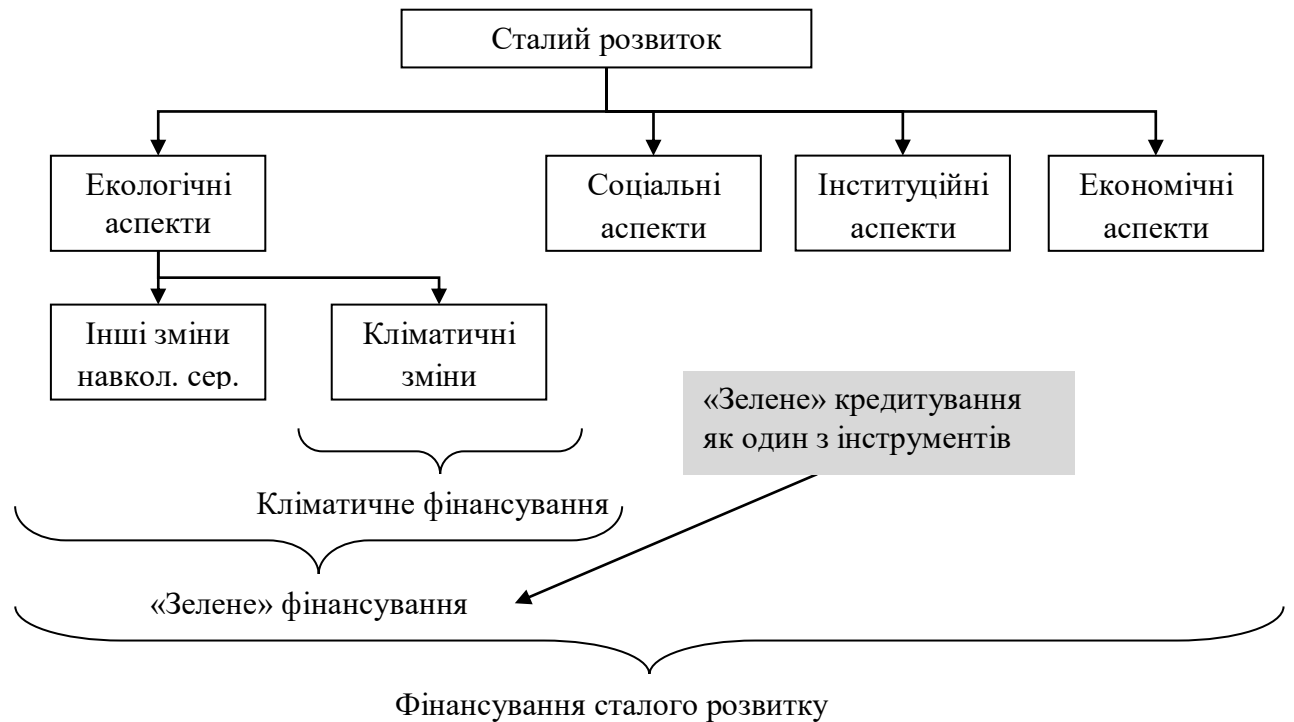 Сталий розвиток
Екологічні
аспекти
Соціальні
аспекти
Інституційні
аспекти
Економічні
аспекти
Інші зміни
навкол. сер.
Кліматичні
зміни
«Зелене» кредитування
як один з інструментів
Кліматичне фінансування
«Зелене» фінансування
Фінансування сталого розвитку